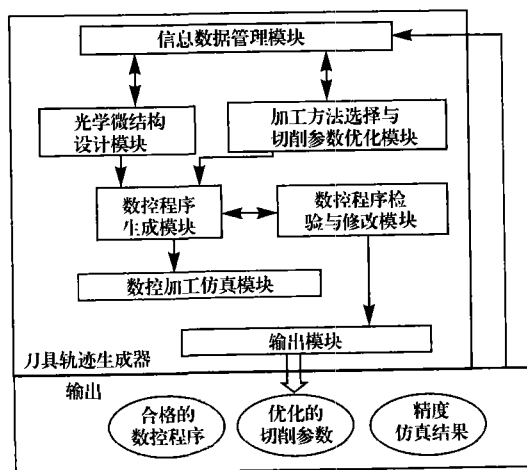 信息数据管理模块
光学微结构
设计模块
加工方法选择与
切削参数优化模块
数控程序
生成模块
数控程序检
验与修改模块
数控加工仿真模块
输出模块
刀具轨迹生成器
输出
合格的
数控程序
优化的
切削参数
精度
仿真结果